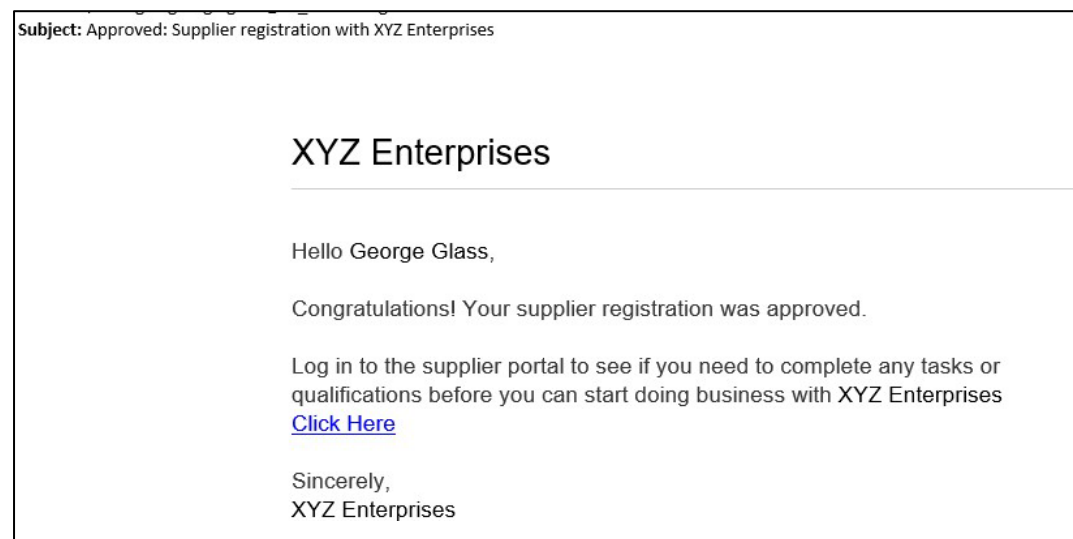 Subject: Approved: Supplier registration with XYZ Enterprises
XYZ Enterprises
Hello George Glass,
Congratulations! Your supplier registration was approved.
Log in to the supplier portal to see if you need to complete any tasks or
qualifications before you can start doing business with XYZ Enterprises
Click Here
Sincerely,
XYZ Enterprises